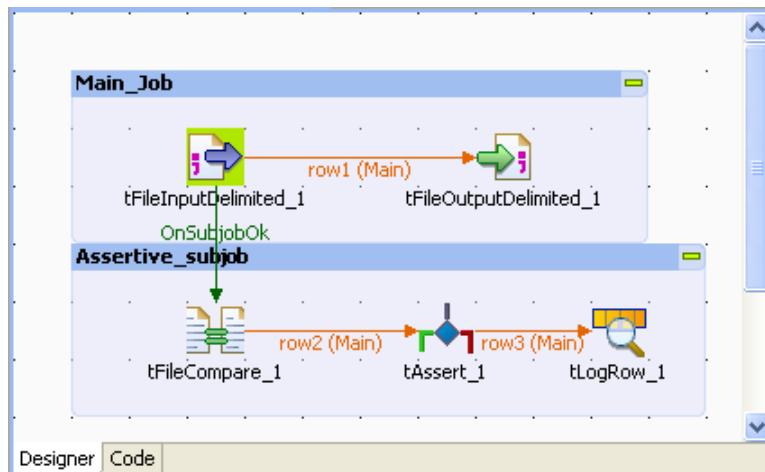 Main_Job
row1 (Main)
tFileInputDelimited_1
tFileOutputDelimited_1
OnSubjobOk
Assertive_subjob
row2 (Main)
row3 (Main)
tFileCompare_1
tAssert_1
tLogRow_1
Designer
Code